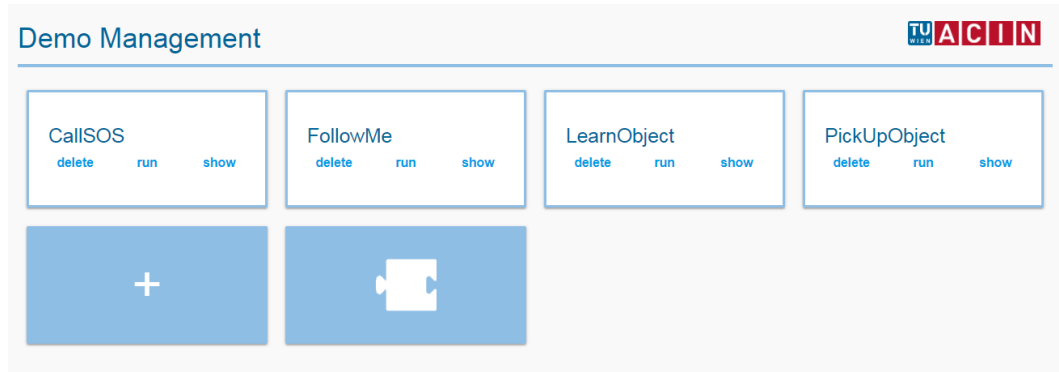 Demo Management
TU WIEN ACIN
CallSOS
delete run show
FollowMe
delete run show
LearnObject
delete run show
PickUpObject
delete run show
+